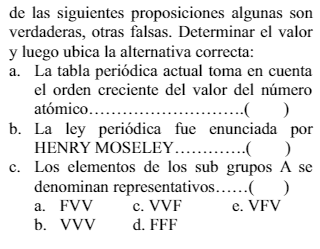 de las siguientes proposiciones algunas son
verdaderas, otras falsas. Determinar el valor
y luego ubica la alternativa correcta:
a. La tabla periódica actual toma en cuenta
el orden creciente del valor del número
atómico……………………….( )
b. La ley periódica fue enunciada por
HENRY MOSELEY………….( )
c. Los elementos de los sub grupos A se
denominan representativos……( )
a. FVV c. VVF e. VFV
b. VVV d. FFF